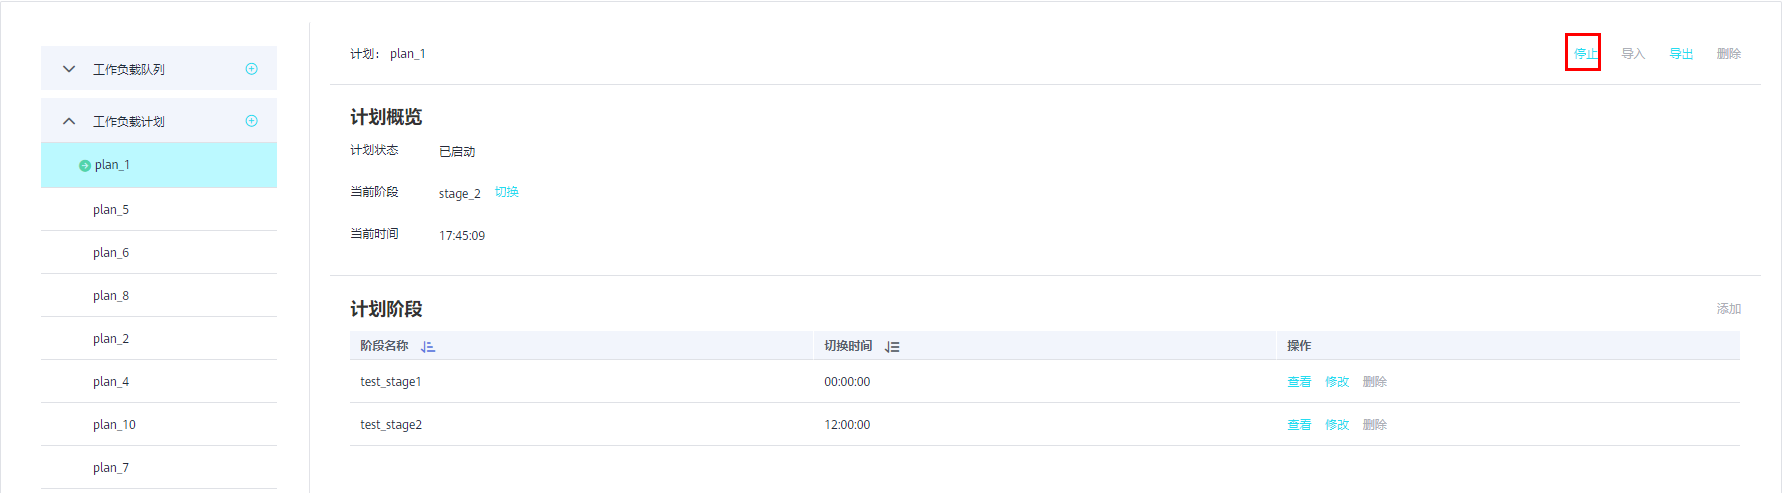 工作负载队列
工作负载计划
plan_1
plan_5
plan_6
plan_8
plan_2
plan_4
plan_10
plan_7
计划： plan_1
停止 导入 导出 删除
计划概览
计划状态 已启动
当前阶段 stage_2 切换
当前时间 17:45:09
计划阶段 添加
阶段名称 切换时间 操作
test_stage1 00:00:00 查看 修改 删除
test_stage2 12:00:00 查看 修改 删除